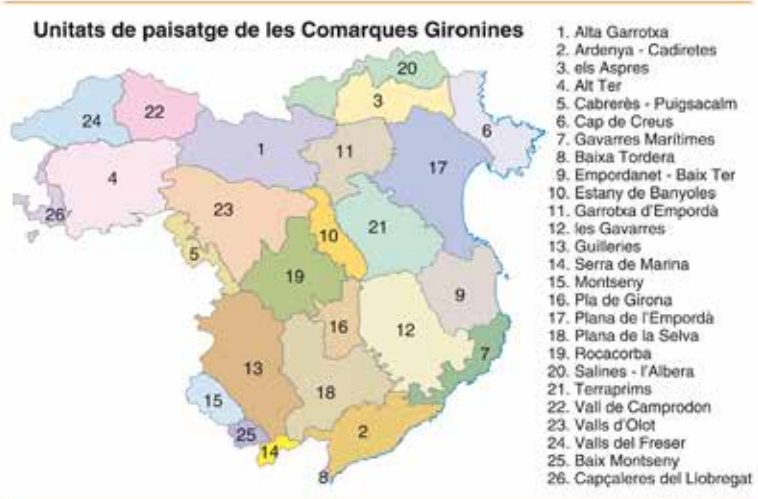 Unitats de paisatge de les Comarques Gironines
1. Alta Garrotxa
2. Ardenya - Cadiretes
3. els Aspres
4. Alt Ter
5. Cabrerès - Puigsacalm
6. Cap de Creus
7. Gavarres Marítimes
8. Baixa Tordera
9. Empordanet - Baix Ter
10. Estany de Banyoles
11. Garrotxa d'Empordà
12. les Gavarres
13. Guilleries
14. Serra de Marina
15. Montseny
16. Pla de Girona
17. Plana de l'Empordà
18. Plana de la Selva
19. Rocacorba
20. Salines - l'Albera
21. Terraprims
22. Vall de Camprodon
23. Valls d'Olot
24. Valls del Freser
25. Baix Montseny
26. Capçaleres del Llobregat
20
3
24
22
6
1
11
17
4
26
23
10
21
5
19
9
16
12
7
13
18
15
25
2
14
8